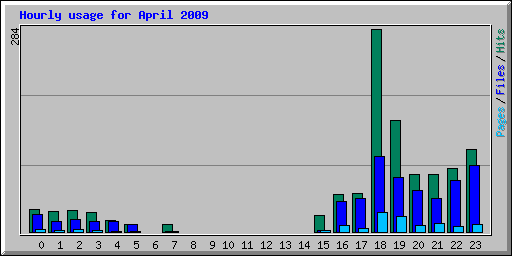 Hourly usage for April 2009
284
Pages / Files / Hits
0 1 2 3 4 5 6 7 8 9 10 11 12 13 14 15 16 17 18 19 20 21 22 23